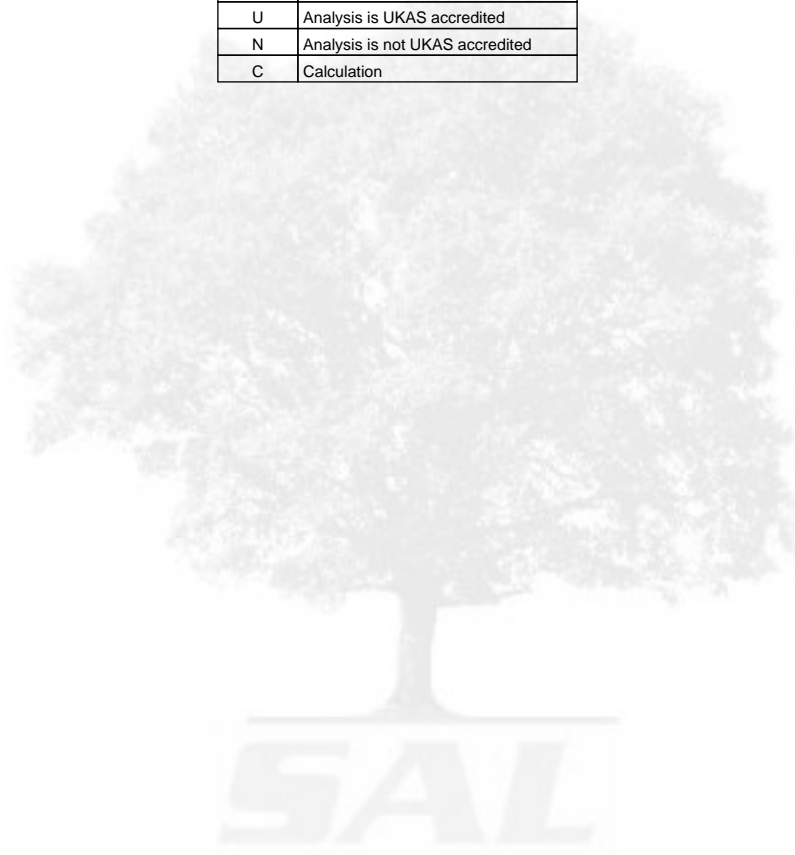 U Analysis is UKAS accredited
N Analysis is not UKAS accredited
C Calculation
SAL